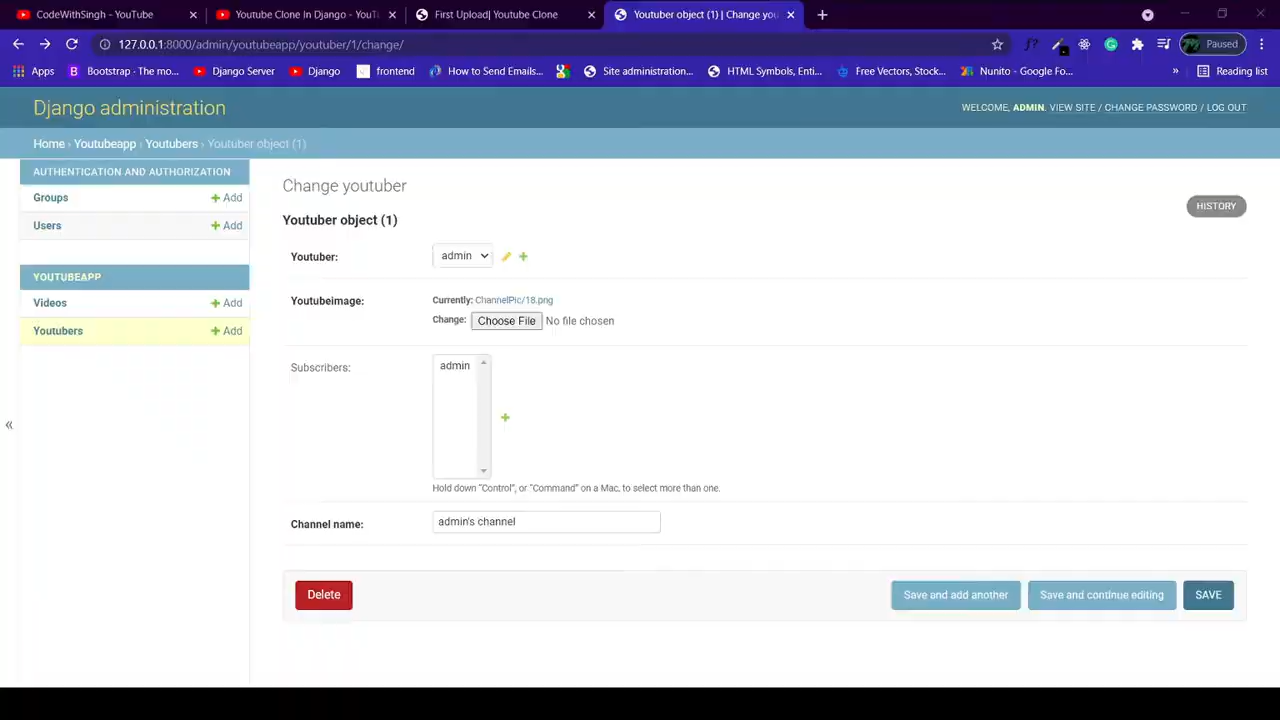 CodeWithSingh - YouTube
Youtube Clone In Django - YouTu
First Upload| Youtube Clone
Youtuber object (1) | Change you
127.0.0.1:8000/admin/youtubeapp/youtuber/1/change/
Paused
Apps
Bootstrap · The mo...
Django Server
Django
frontend
How to Send Emails...
Site administration...
HTML Symbols, Enti...
Free Vectors, Stock...
Nunito - Google Fo...
»
Reading list
Django administration
WELCOME, ADMIN. VIEW SITE / CHANGE PASSWORD / LOG OUT
Home › Youtubeapp › Youtubers › Youtuber object (1)
AUTHENTICATION AND AUTHORIZATION
Groups
+ Add
Users
+ Add
YOUTUBEAPP
Videos
+ Add
Youtubers
+ Add
«
Change youtuber
HISTORY
Youtuber object (1)
Youtuber:
admin
Youtubeimage:
Currently: ChannelPic/18.png
Change: Choose File No file chosen
Subscribers:
admin
Hold down “Control”, or “Command” on a Mac, to select more than one.
Channel name:
admin's channel
Delete
Save and add another
Save and continue editing
SAVE